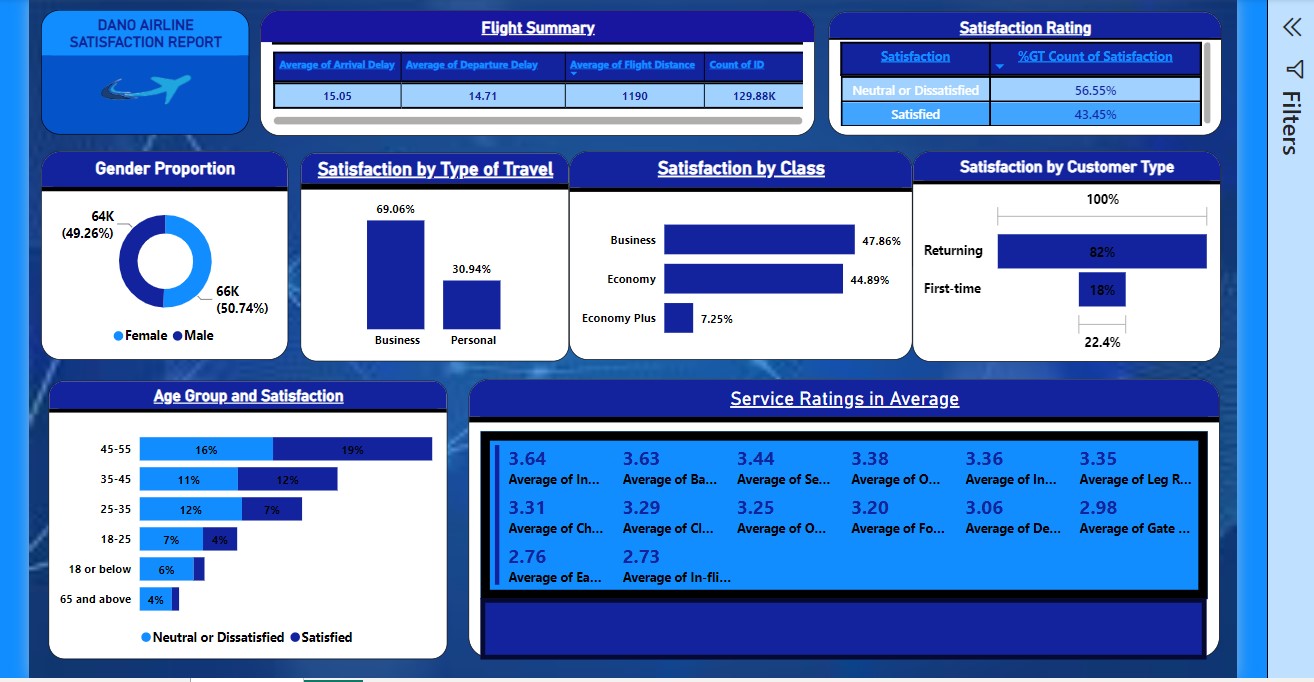 DANO AIRLINE
SATISFACTION REPORT
Flight Summary
Average of Arrival Delay Average of Departure Delay Average of Flight Distance Count of ID
15.05 14.71 1190 129.88K
Satisfaction Rating
Satisfaction %GT Count of Satisfaction
Neutral or Dissatisfied 56.55%
Satisfied 43.45%
Filters
Gender Proportion
64K
(49.26%)
66K
(50.74%)
Female Male
Satisfaction by Type of Travel
69.06%
30.94%
Business Personal
Satisfaction by Class
Business 47.86%
Economy 44.89%
Economy Plus 7.25%
Satisfaction by Customer Type
100%
Returning 82%
First-time 18%
22.4%
Age Group and Satisfaction
45-55 16% 19%
35-45 11% 12%
25-35 12% 7%
18-25 7% 4%
18 or below 6%
65 and above 4%
Neutral or Dissatisfied Satisfied
Service Ratings in Average
3.64 3.63 3.44 3.38 3.36 3.35
Average of In... Average of Ba... Average of Se... Average of O... Average of In... Average of Leg R...
3.31 3.29 3.25 3.20 3.06 2.98
Average of Ch... Average of Cl... Average of O... Average of Fo... Average of De... Average of Gate ...
2.76 2.73
Average of Ea... Average of In-fli...